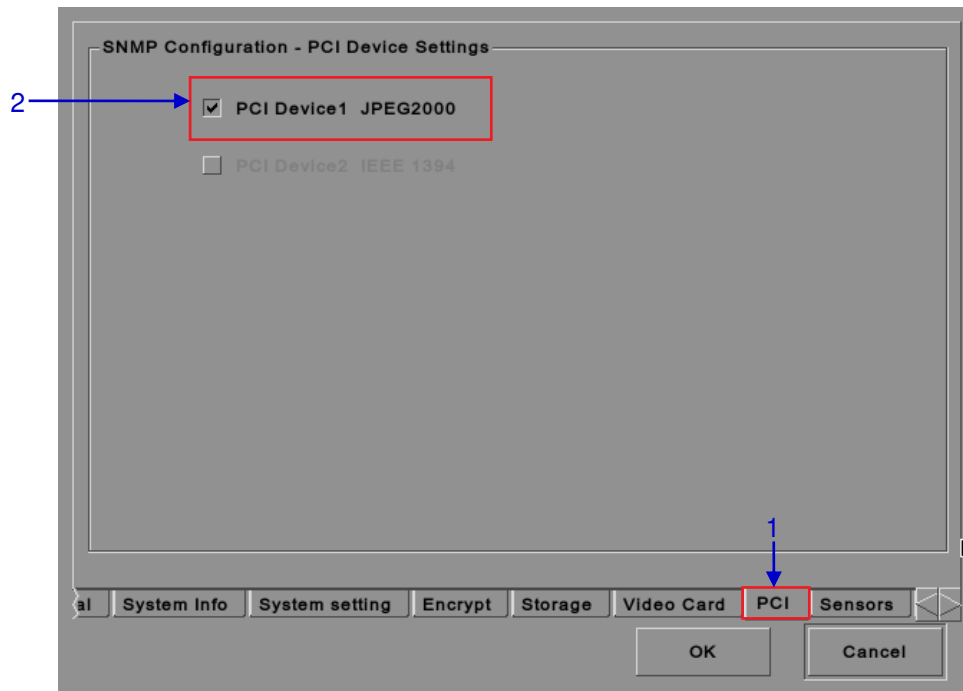 SNMP Configuration - PCI Device Settings
2
PCI Device1 JPEG2000
PCI Device2 IEEE 1394
1
al System Info System setting Encrypt Storage Video Card PCI Sensors
OK Cancel